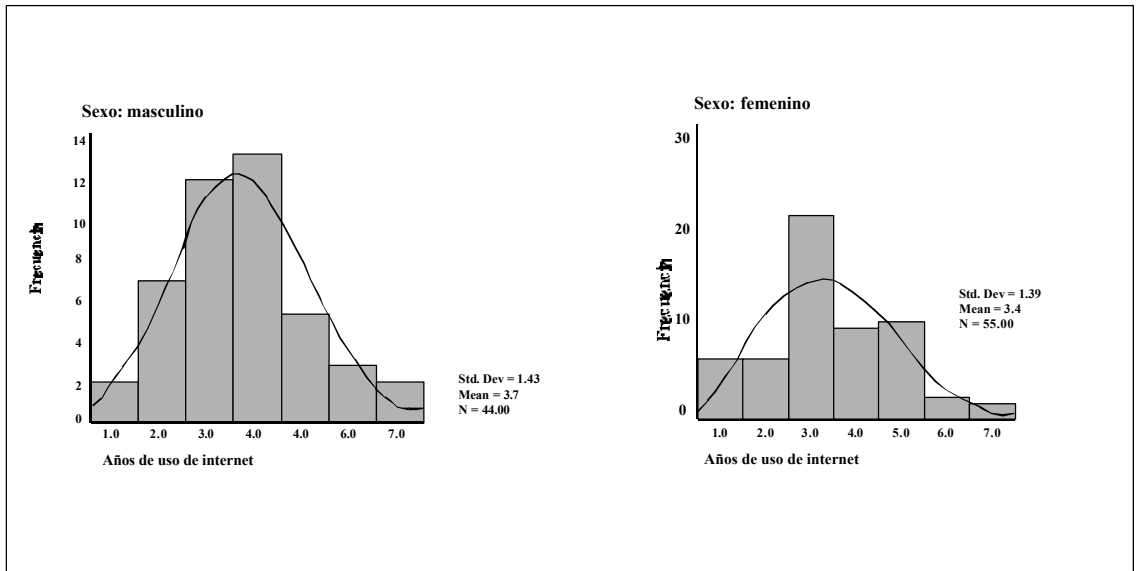 Sexo: masculino
14
12
10
8
6
4
2
0
1.0 2.0 3.0 4.0 4.0 6.0 7.0
Años de uso de internet
Std. Dev = 1.43
Mean = 3.7
N = 44.00
Sexo: femenino
30
20
10
0
1.0 2.0 3.0 4.0 5.0 6.0 7.0
Años de uso de internet
Std. Dev = 1.39
Mean = 3.4
N = 55.00